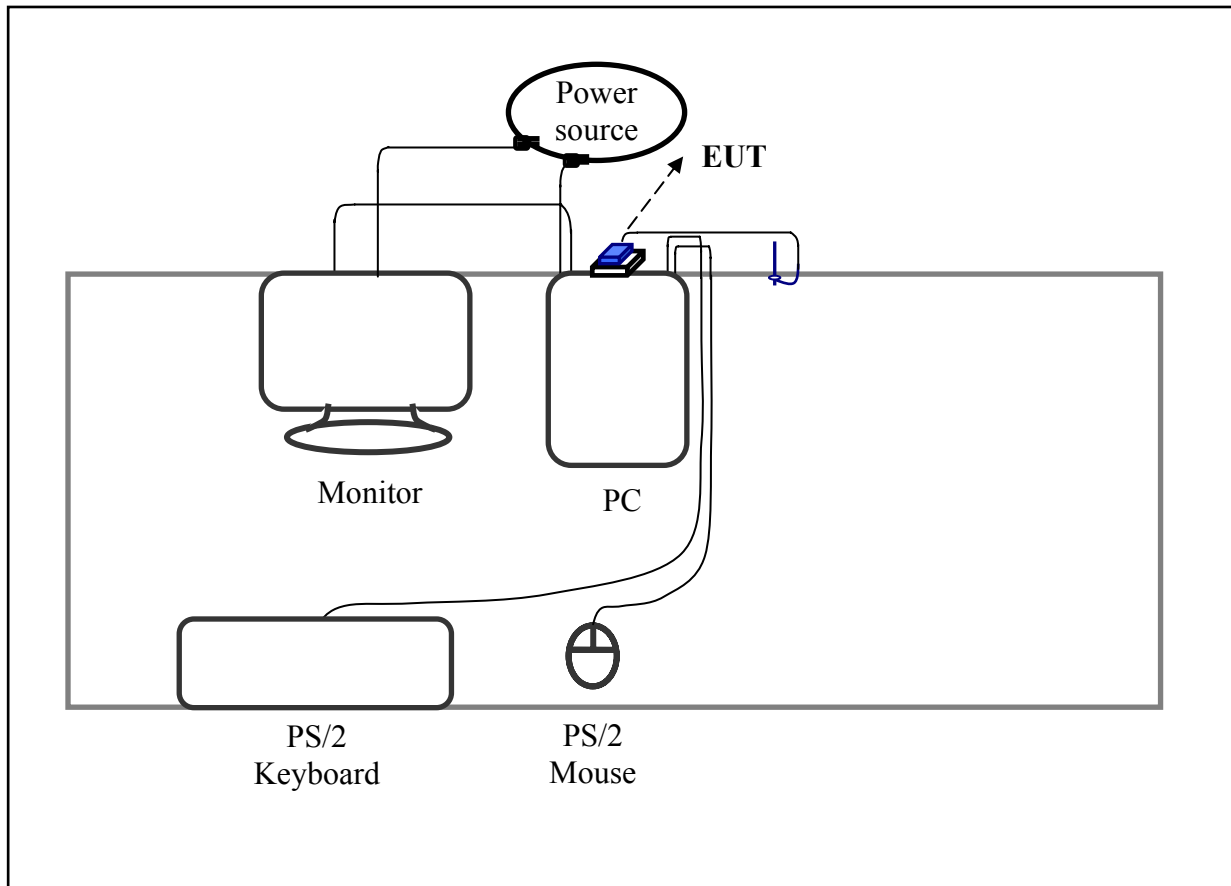 Power
source
EUT
Monitor
PC
PS/2
Keyboard
PS/2
Mouse